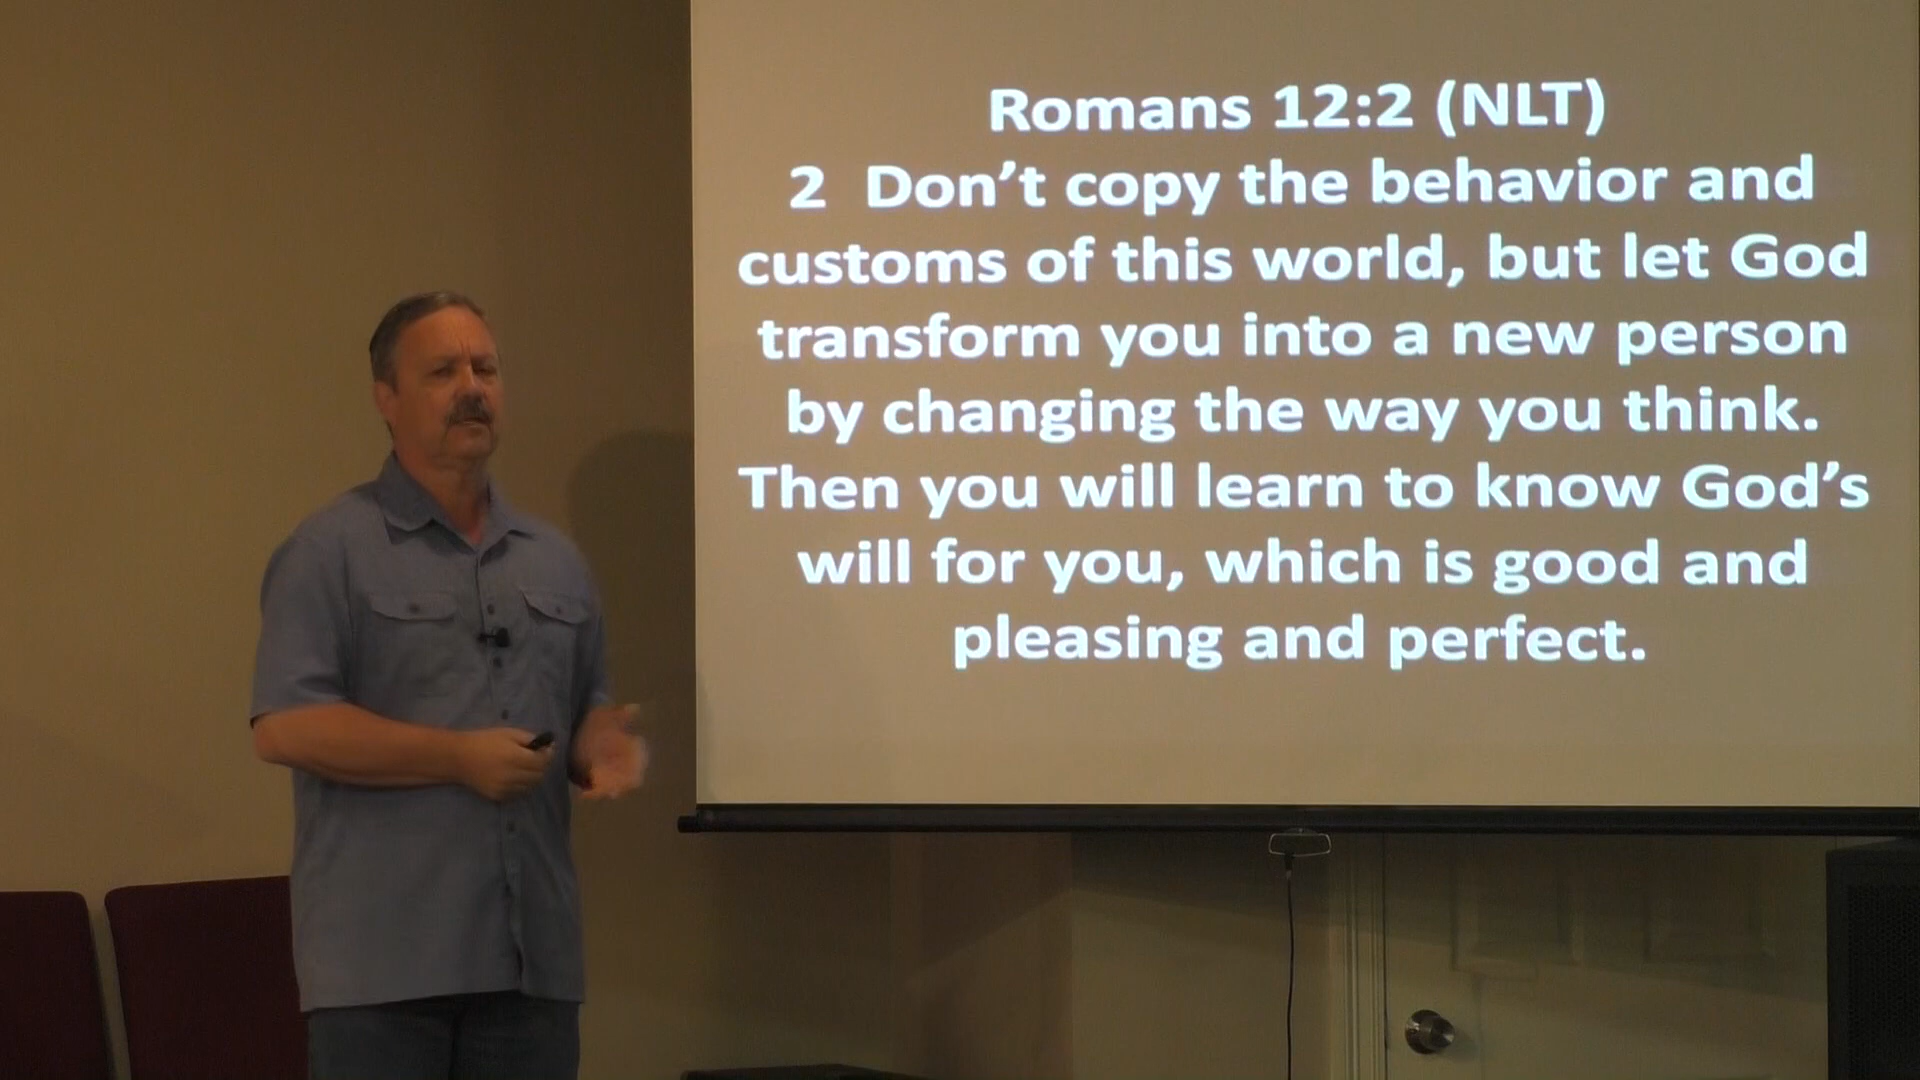 Romans 12:2 (NLT)
2 Don’t copy the behavior and
customs of this world, but let God
transform you into a new person
by changing the way you think.
Then you will learn to know God’s
will for you, which is good and
pleasing and perfect.